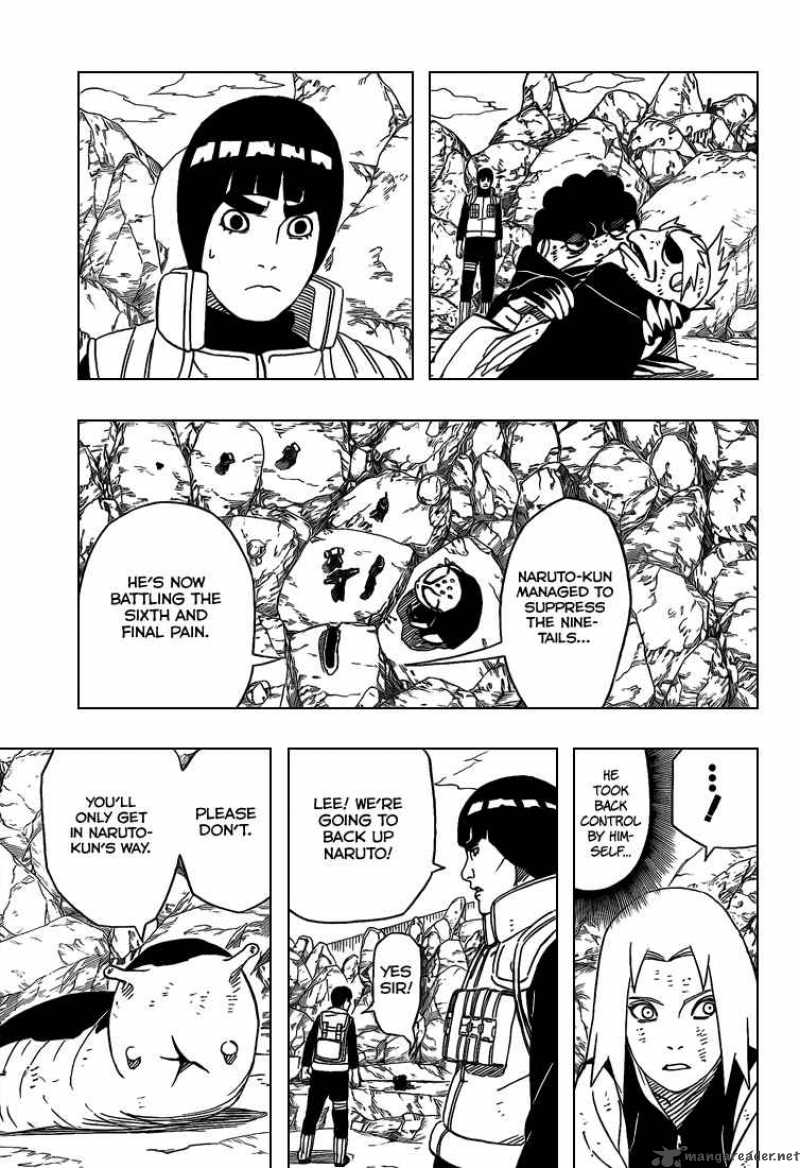 NARUTO-KUN
MANAGED TO
SUPPRESS
THE NINE-
TAILS...
HE'S NOW
BATTLING THE
SIXTH AND
FINAL PAIN.
...!
HE
TOOK
BACK
CONTROL
BY HIM-
SELF...
LEE! WE'RE
GOING TO
BACK UP
NARUTO!
YES
SIR!
PLEASE
DON'T.
YOU'LL
ONLY GET
IN NARUTO-
KUN'S WAY.
mangareader.net